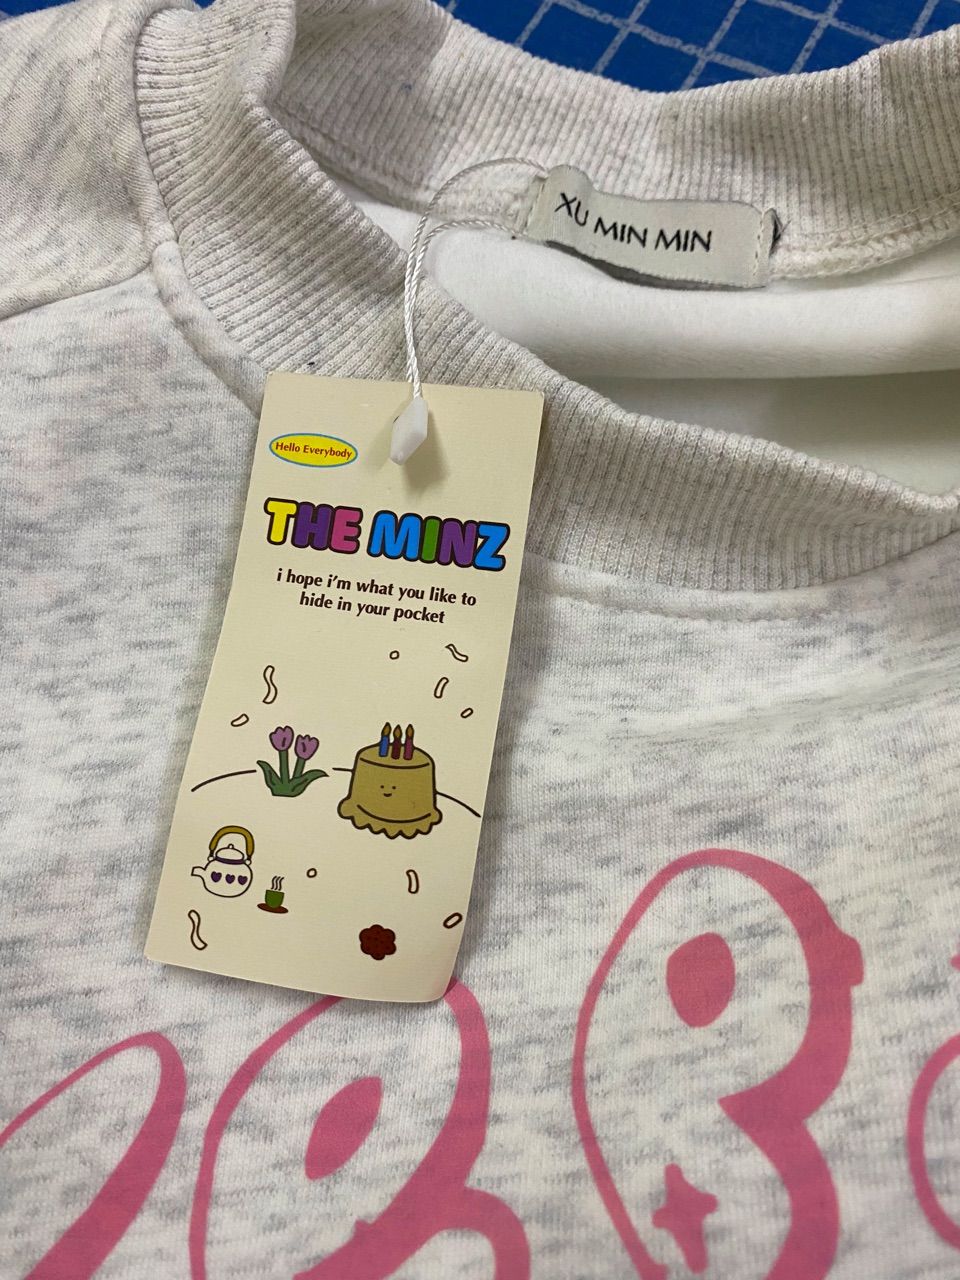 XU MIN MIN
Hello Everybody
THE MINZ
i hope i'm what you like to
hide in your pocket